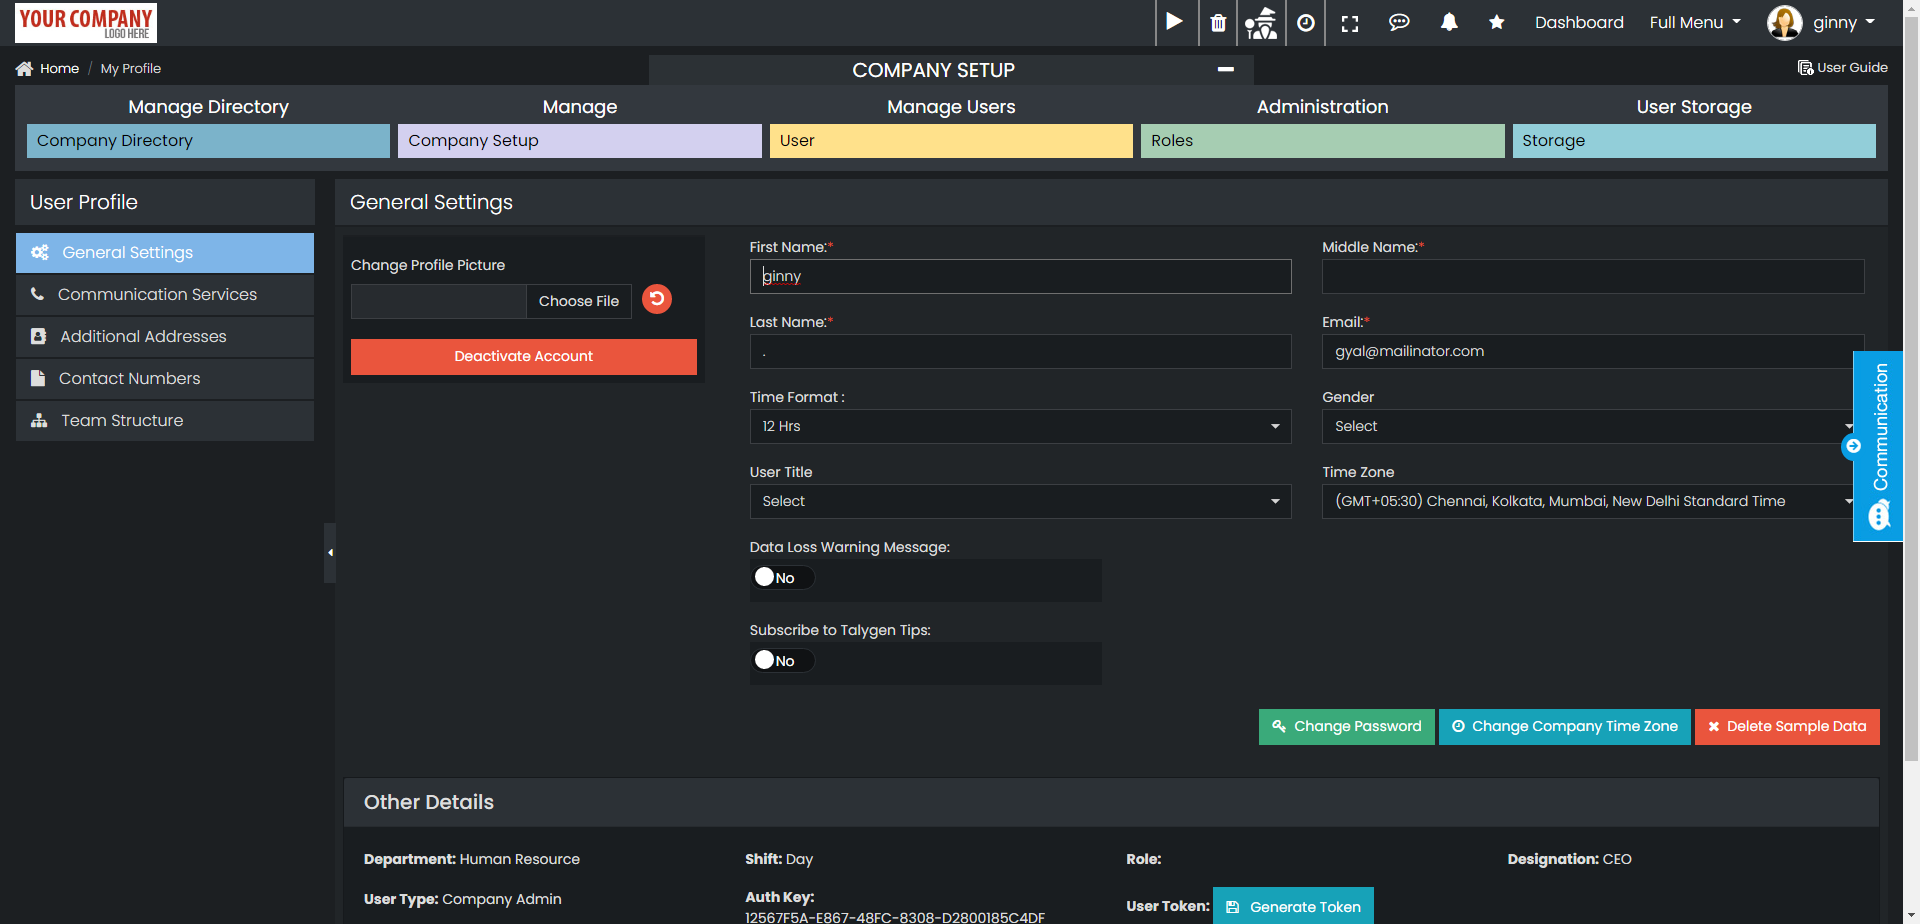 YOUR COMPANY
LOGO HERE
Dashboard
Full Menu
ginny
Home / My Profile
COMPANY SETUP
User Guide
Manage Directory
Manage
Manage Users
Administration
User Storage
Company Directory
Company Setup
User
Roles
Storage
User Profile
General Settings
Communication Services
Additional Addresses
Contact Numbers
Team Structure
General Settings
Change Profile Picture
Choose File
Deactivate Account
First Name:*
ginny
Middle Name:*
Last Name:*
.
Email:*
gyal@mailinator.com
Time Format :
12 Hrs
Gender
Select
User Title
Select
Time Zone
(GMT+05:30) Chennai, Kolkata, Mumbai, New Delhi Standard Time
Data Loss Warning Message:
No
Subscribe to Talygen Tips:
No
Communication
Change Password
Change Company Time Zone
Delete Sample Data
Other Details
Department: Human Resource
Shift: Day
Role:
Designation: CEO
User Type: Company Admin
Auth Key:
12567F5A-E867-48FC-8308-D2800185C4DF
User Token:
Generate Token